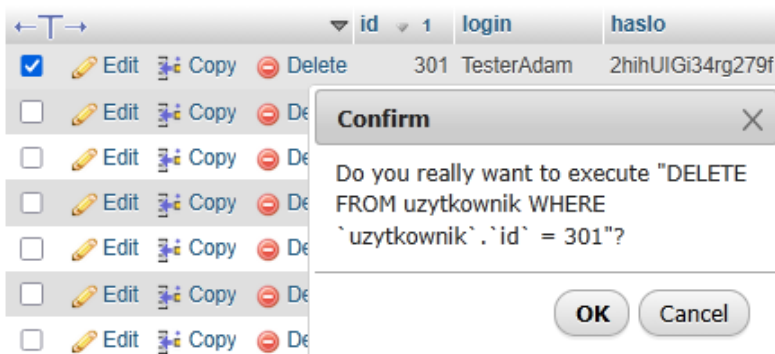 ←T→ id 1 login haslo
Edit Copy Delete 301 TesterAdam 2hihUIGi34rg279f
Edit Copy De
Confirm
Edit Copy De
Do you really want to execute "DELETE
Edit Copy De
FROM uzytkownik WHERE
`uzytkownik`.`id` = 301"?
Edit Copy De
Edit Copy De
OK Cancel
Edit Copy De